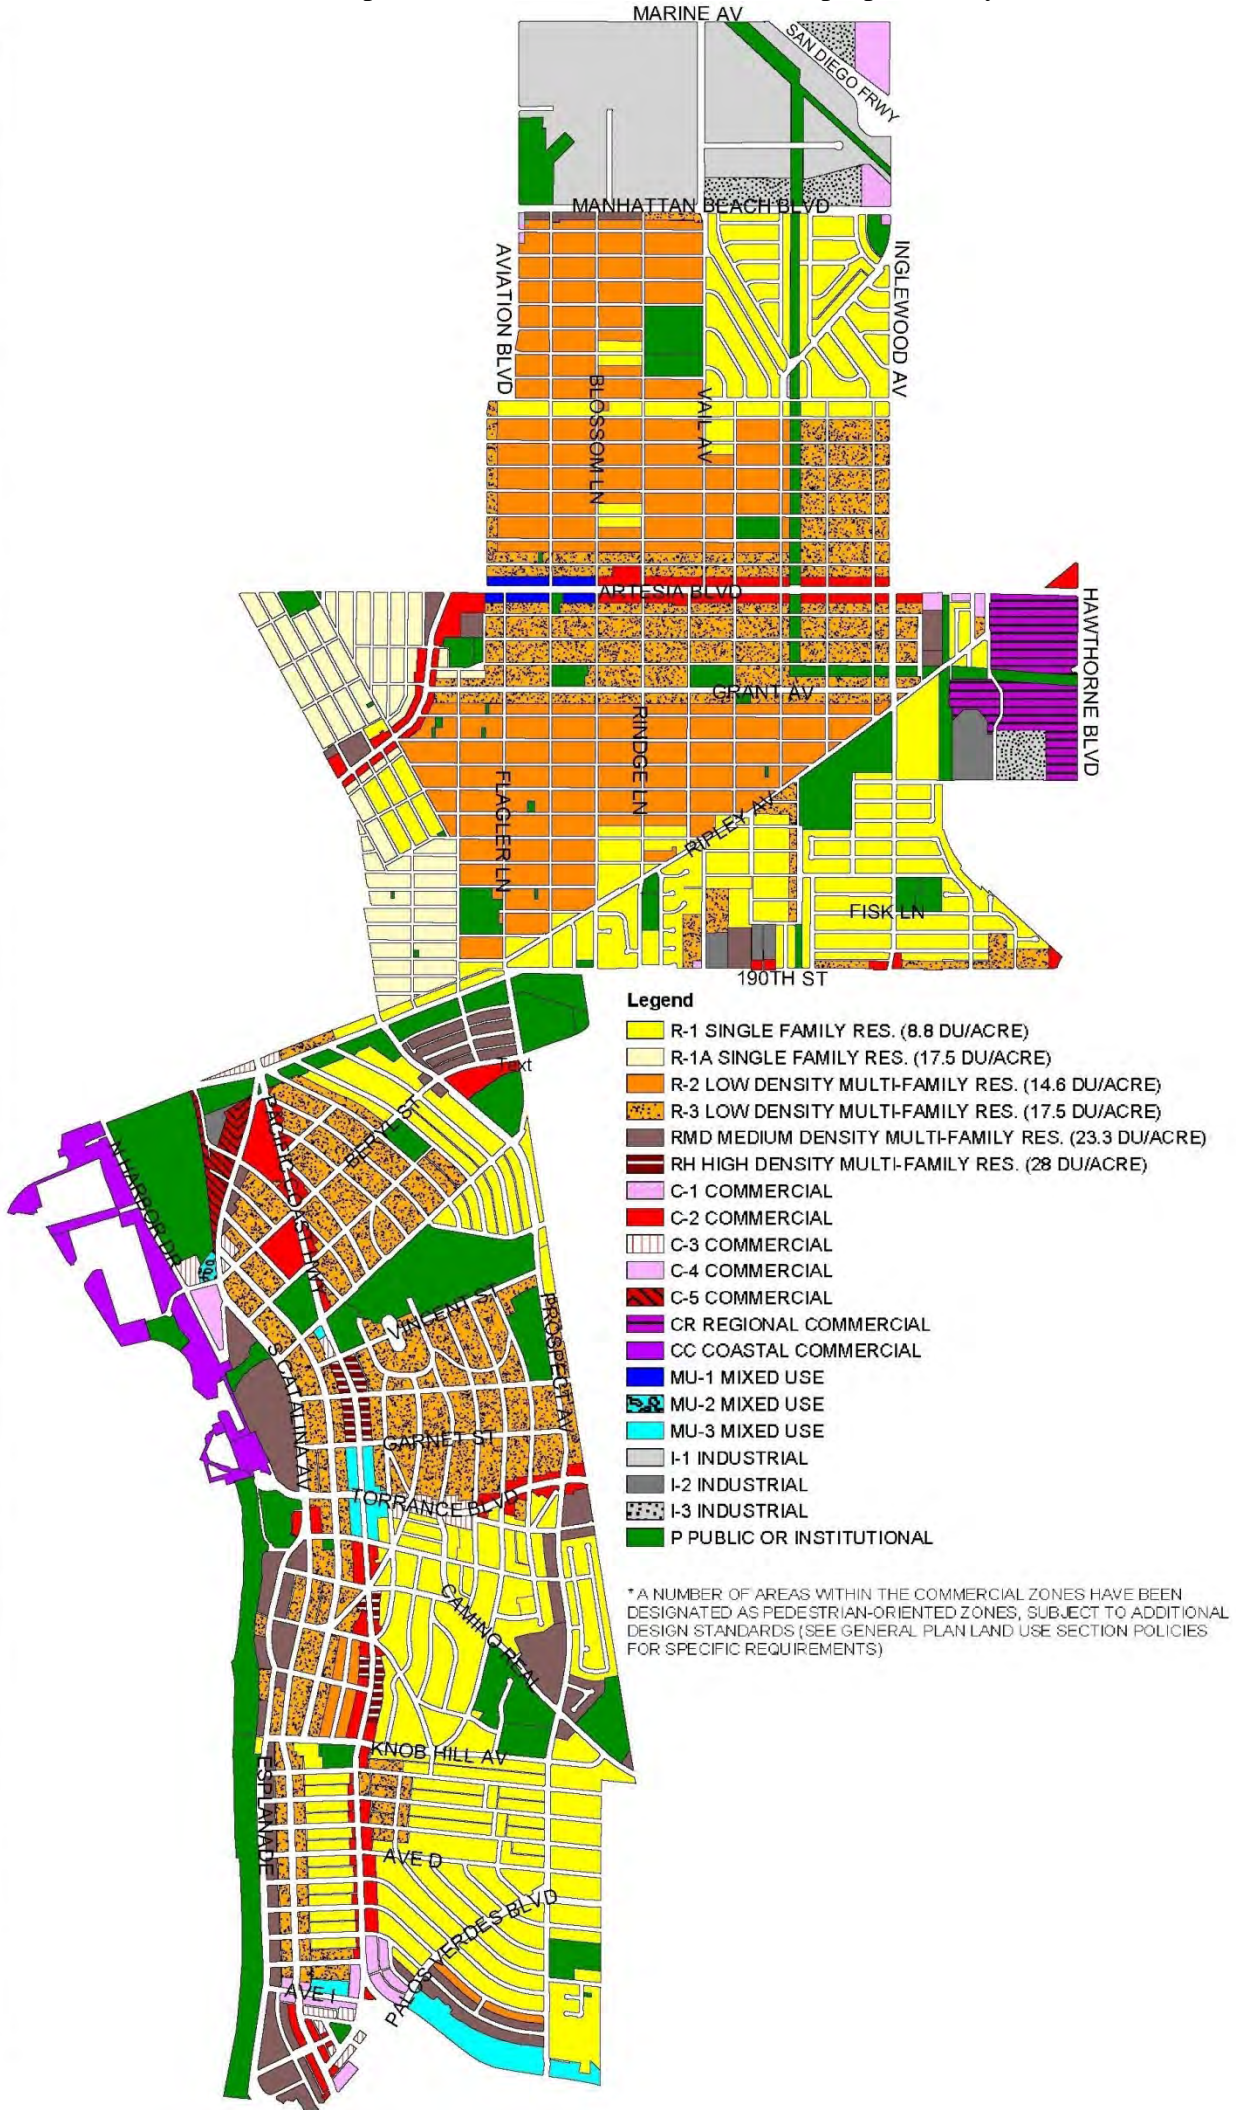 MARINE AV
SAN DIEGO FRWY
MANHATTAN BEACH BLVD
AVIATION BLVD
INGLEWOOD AV
BLOSSOM LN
VAIL AV
ARTESIA BLVD
HAWTHORNE BLVD
GRANT AV
RINDGE LN
FLAGLER LN
RIPLEY AV
FISK LN
190TH ST
Legend
R-1 SINGLE FAMILY RES. (8.8 DU/ACRE)
R-1A SINGLE FAMILY RES. (17.5 DU/ACRE)
R-2 LOW DENSITY MULTI-FAMILY RES. (14.6 DU/ACRE)
R-3 LOW DENSITY MULTI-FAMILY RES. (17.5 DU/ACRE)
RMD MEDIUM DENSITY MULTI-FAMILY RES. (23.3 DU/ACRE)
RH HIGH DENSITY MULTI-FAMILY RES. (28 DU/ACRE)
C-1 COMMERCIAL
C-2 COMMERCIAL
C-3 COMMERCIAL
C-4 COMMERCIAL
C-5 COMMERCIAL
CR REGIONAL COMMERCIAL
CC COASTAL COMMERCIAL
MU-1 MIXED USE
MU-2 MIXED USE
MU-3 MIXED USE
I-1 INDUSTRIAL
I-2 INDUSTRIAL
I-3 INDUSTRIAL
P PUBLIC OR INSTITUTIONAL
* A NUMBER OF AREAS WITHIN THE COMMERCIAL ZONES HAVE BEEN
DESIGNATED AS PEDESTRIAN-ORIENTED ZONES, SUBJECT TO ADDITIONAL
DESIGN STANDARDS (SEE GENERAL PLAN LAND USE SECTION POLICIES
FOR SPECIFIC REQUIREMENTS)
Text
BERYL ST
PACIFIC COAST HWY
N HARBOR DR
VINCENT ST
PROSPECT AV
S CATALINA AV
GARNET ST
TORRANCE BLVD
CAMINO REAL
KNOB HILL AV
ESPLANADE
AVE D
PALOS VERDES BLVD
AVE I